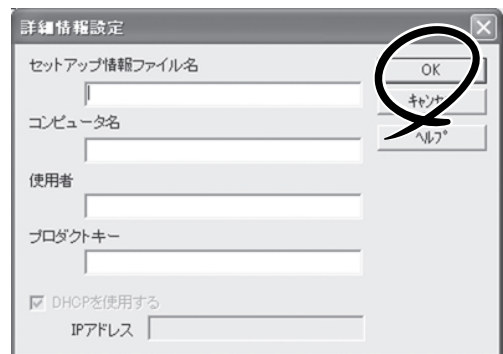 詳細情報設定
セットアップ情報ファイル名
OK
コンピュータ名
使用者
ヘルプ
プロダクトキー
DHCPを使用する
IPアドレス